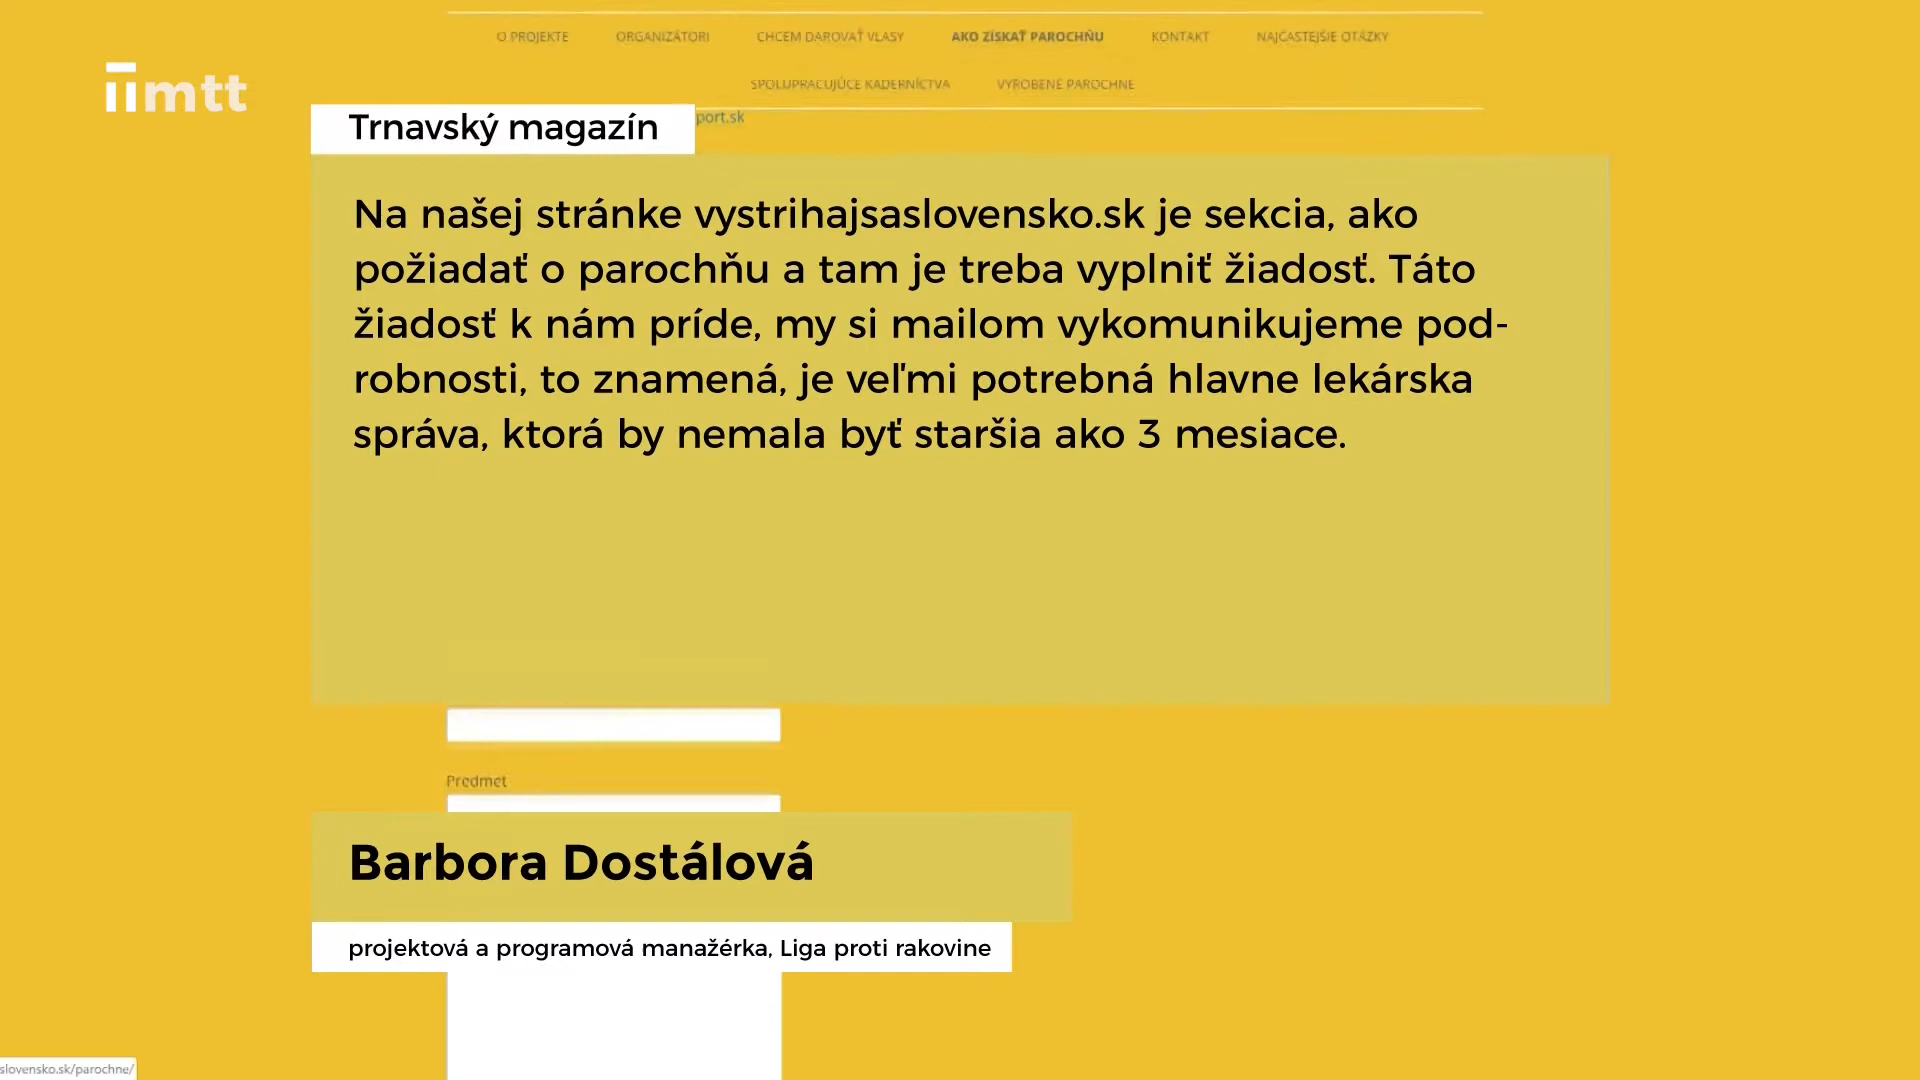 O PROJEKTE ORGANIZÁTORI CHCEM DAROVAŤ VLASY AKO ZÍSKAŤ PAROCHŇU KONTAKT NAJČASTEJŠIE OTÁZKY
SPOLUPRACUJÚCE KADERNÍCTVA VYROBENÉ PAROCHNE
mtt
port.sk
Trnavský magazín
Na našej stránke vystrihajsaslovensko.sk je sekcia, ako
požiadať o parochňu a tam je treba vyplniť žiadosť. Táto
žiadosť k nám príde, my si mailom vykomunikujeme pod-
robnosti, to znamená, je veľmi potrebná hlavne lekárska
správa, ktorá by nemala byť staršia ako 3 mesiace.
Predmet
Barbora Dostálová
projektová a programová manažérka, Liga proti rakovine
slovensko.sk/parochne/